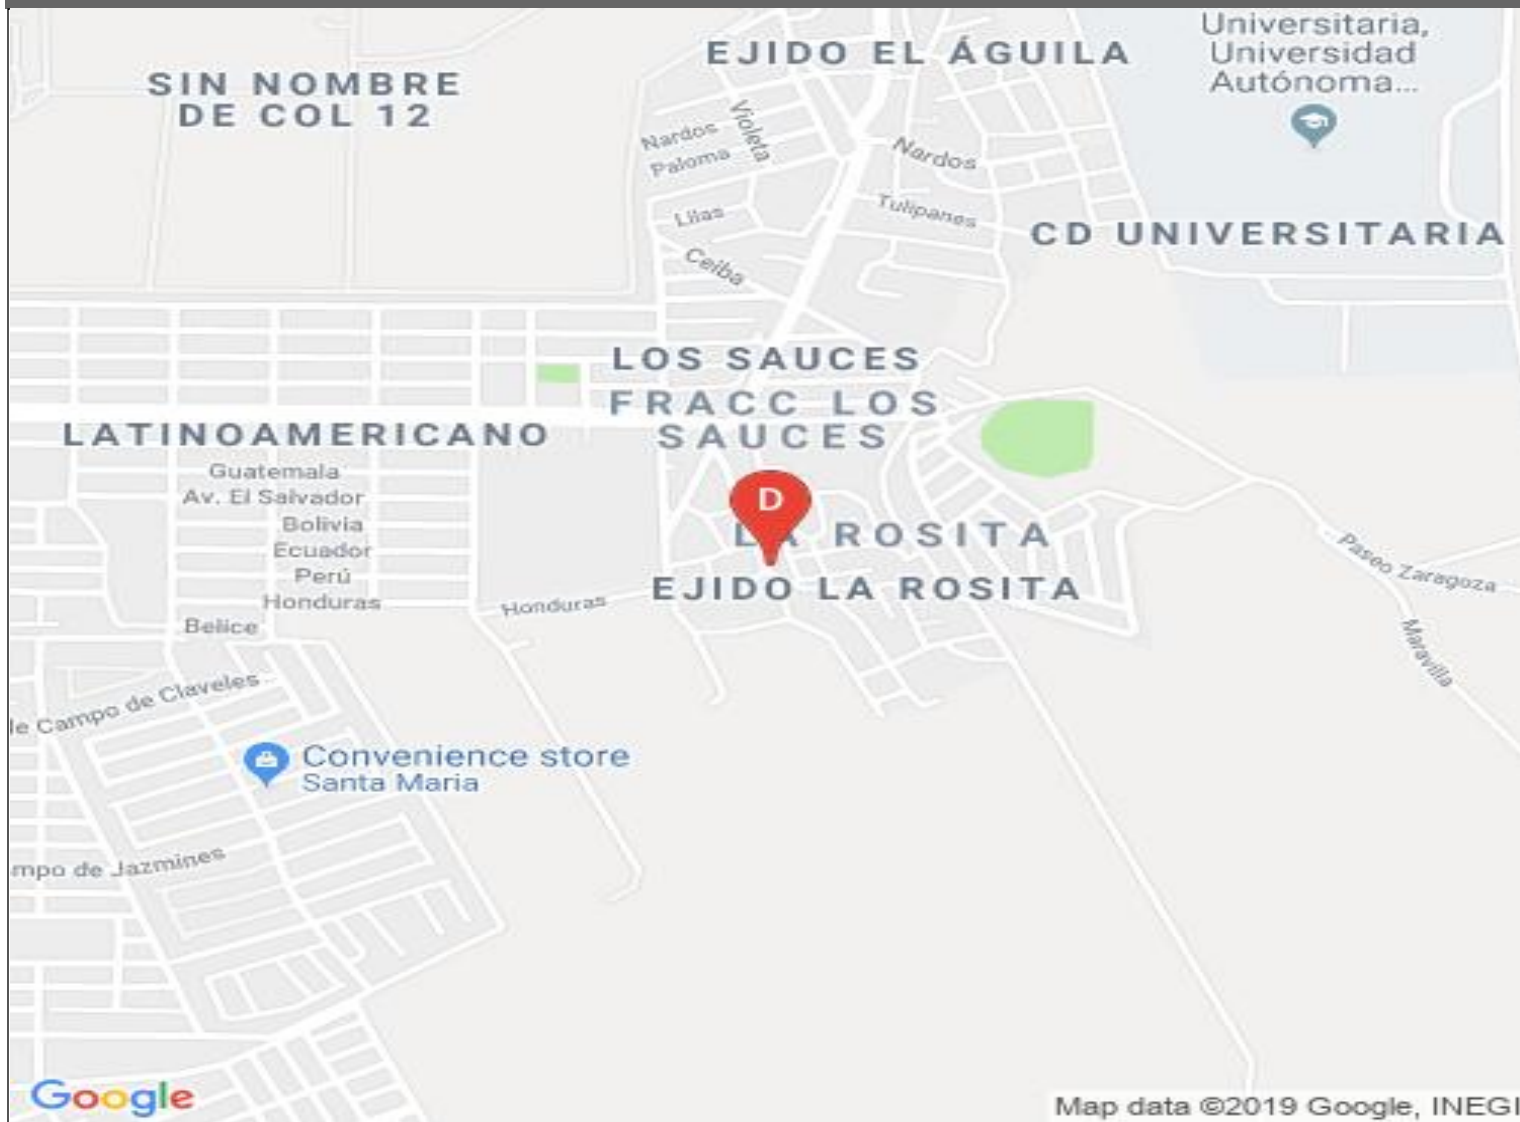 Universitaria,
Universidad
Autónoma...
EJIDO EL ÁGUILA
SIN NOMBRE
DE COL 12
Violeta
Nardos
Paloma
Nardos
Lilas
Tulipanes
CD UNIVERSITARIA
Ceiba
LOS SAUCES
FRACC LOS
SAUCES
LATINOAMERICANO
Guatemala
Av. El Salvador
Bolivia
Ecuador
Perú
Honduras
Belice
D
LA ROSITA
EJIDO LA ROSITA
Honduras
Paseo Zaragoza
Maravilla
le Campo de Claveles
Convenience store
Santa Maria
mpo de Jazmines
Google
Map data ©2019 Google, INEGI